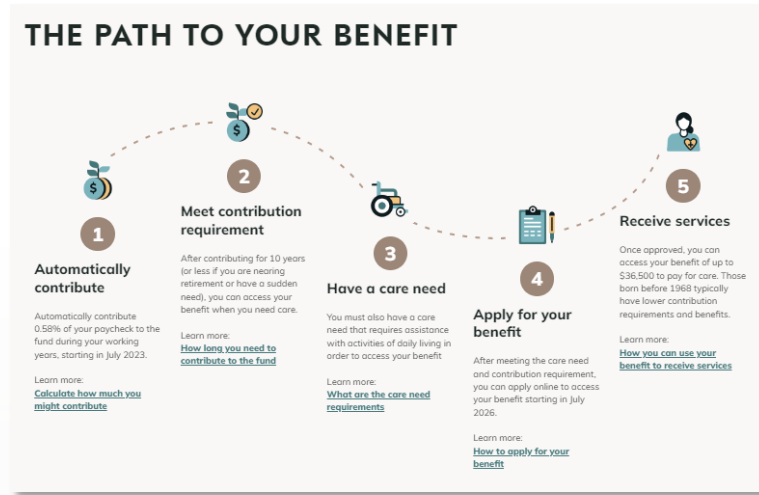 THE PATH TO YOUR BENEFIT
1
Automatically
contribute
Automatically contribute
0.58% of your paycheck to the
fund during your working
years, starting in July 2023.
Learn more:
Calculate how much you
might contribute
2
Meet contribution
requirement
After contributing for 10 years
(or less if you are nearing
retirement or have a sudden
need), you can access your
benefit when you need care.
Learn more:
How long you need to
contribute to the fund
3
Have a care need
You must also have a care
need that requires assistance
with activities of daily living in
order to access your benefit
Learn more:
What are the care need
requirements
4
Apply for your
benefit
After meeting the care need
and contribution requirement,
you can apply online to access
your benefit starting in July
2026.
Learn more:
How to apply for your
benefit
5
Receive services
Once approved, you can
access your benefit of up to
$36,500 to pay for care. Those
born before 1968 typically
have lower contribution
requirements and benefits.
Learn more:
How you can use your
benefit to receive services